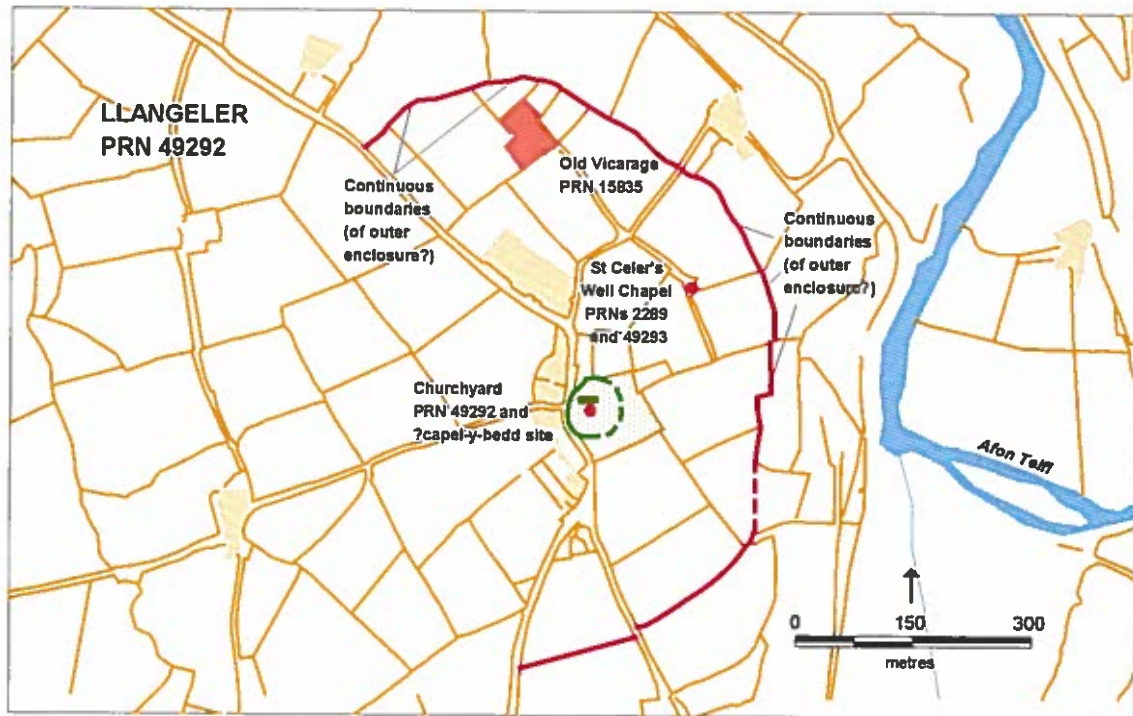 LLANGELER
PRN 49292
Old Vicarage
PRN 15835
Continuous
boundaries
(of outer
enclosure?)
Continuous
boundaries
(of outer
enclosure?)
St Celer's
Well Chapel
PRNs 2289
and 49293
Churchyard
PRN 49292 and
?capel-y-bedd site
Afon Teifi
0 150 300
metres